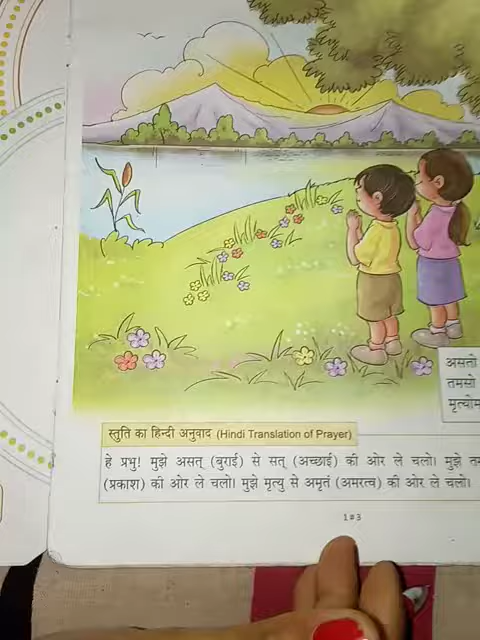 असतो
तमसो
स्तुति का हिन्दी अनुवाद (Hindi Translation of Prayer)
हे प्रभु! मुझे असत् (बुराई) से सत् (अच्छाई) की ओर ले चलो। मुझे
(प्रकाश) की ओर ले चलो। मुझे मृत्यु से अमृतं (अमरत्व) की ओर ले चलो।